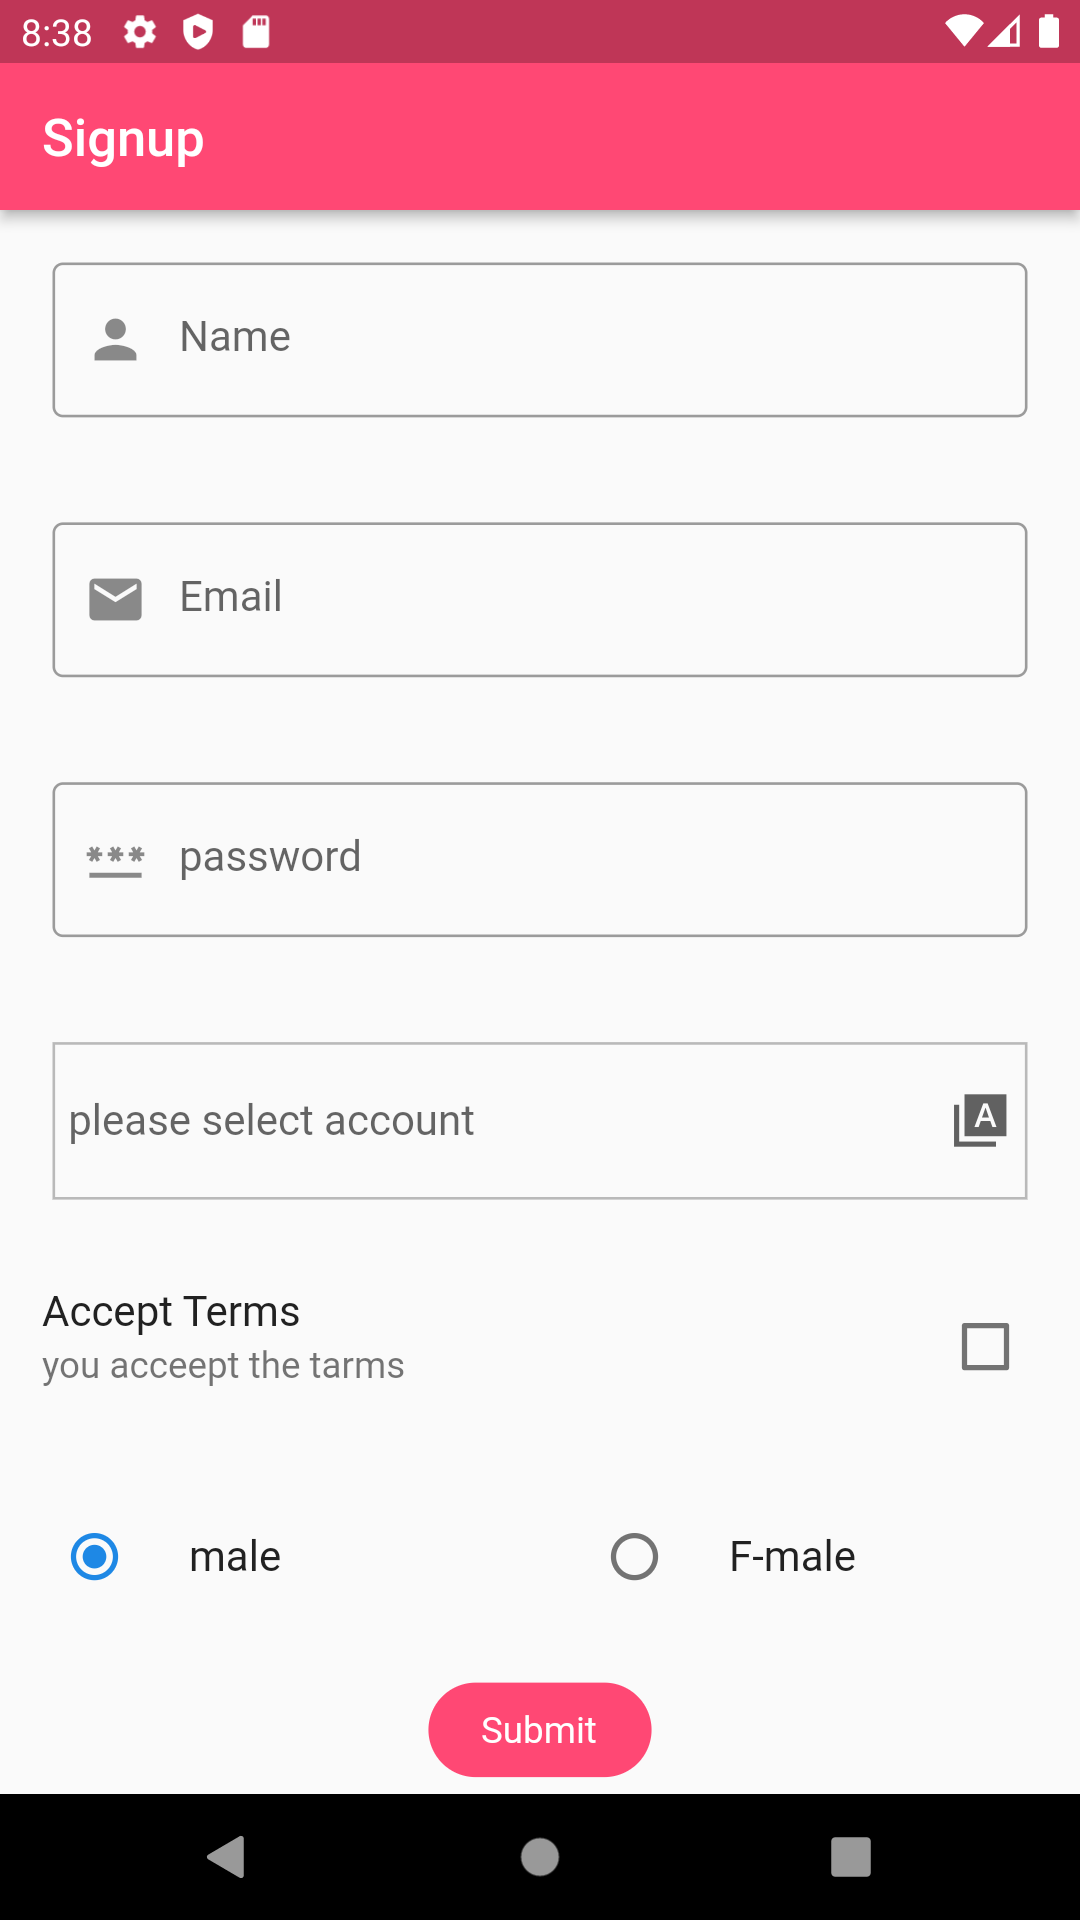 8:38
Signup
Name
Email
***
password
please select account
A
Accept Terms
you acceept the tarms
male
F-male
Submit